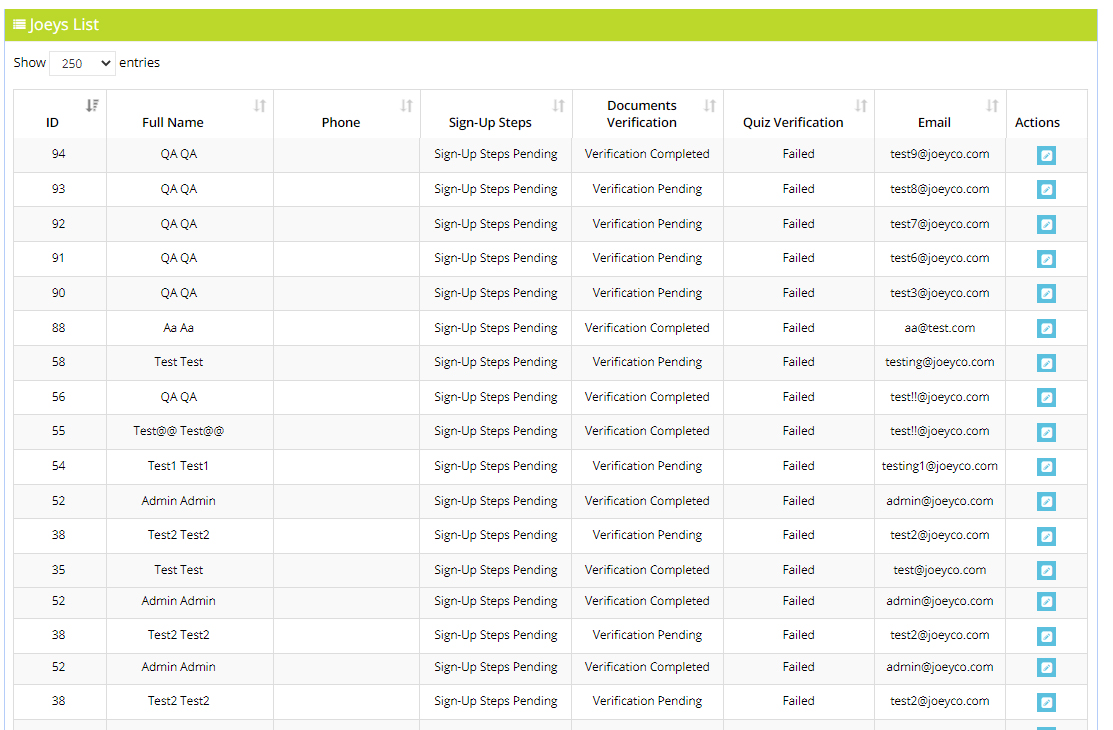 Joeys List
Show 250 entries
ID Full Name Phone Sign-Up Steps Documents Verification Quiz Verification Email Actions
94 QA QA Sign-Up Steps Pending Verification Completed Failed test9@joeyco.com
93 QA QA Sign-Up Steps Pending Verification Pending Failed test8@joeyco.com
92 QA QA Sign-Up Steps Pending Verification Pending Failed test7@joeyco.com
91 QA QA Sign-Up Steps Pending Verification Pending Failed test6@joeyco.com
90 QA QA Sign-Up Steps Pending Verification Pending Failed test3@joeyco.com
88 Aa Aa Sign-Up Steps Pending Verification Completed Failed aa@test.com
58 Test Test Sign-Up Steps Pending Verification Pending Failed testing@joeyco.com
56 QA QA Sign-Up Steps Pending Verification Completed Failed test!!@joeyco.com
55 Test@@ Test@@ Sign-Up Steps Pending Verification Completed Failed test!!@joeyco.com
54 Test1 Test1 Sign-Up Steps Pending Verification Pending Failed testing1@joeyco.com
52 Admin Admin Sign-Up Steps Pending Verification Completed Failed admin@joeyco.com
38 Test2 Test2 Sign-Up Steps Pending Verification Pending Failed test2@joeyco.com
35 Test Test Sign-Up Steps Pending Verification Completed Failed test@joeyco.com
52 Admin Admin Sign-Up Steps Pending Verification Completed Failed admin@joeyco.com
38 Test2 Test2 Sign-Up Steps Pending Verification Pending Failed test2@joeyco.com
52 Admin Admin Sign-Up Steps Pending Verification Completed Failed admin@joeyco.com
38 Test2 Test2 Sign-Up Steps Pending Verification Pending Failed test2@joeyco.com